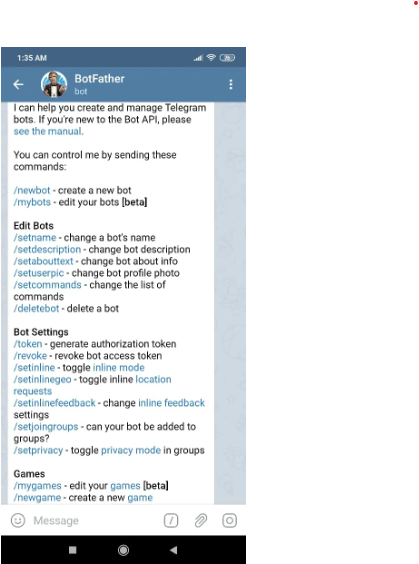 1:35 AM
BotFather
bot
I can help you create and manage Telegram
bots. If you're new to the Bot API, please
see the manual.
You can control me by sending these
commands:
/newbot - create a new bot
/mybots - edit your bots [beta]
Edit Bots
/setname - change a bot's name
/setdescription - change bot description
/setabouttext - change bot about info
/setuserpic - change bot profile photo
/setcommands - change the list of
commands
/deletebot - delete a bot
Bot Settings
/token - generate authorization token
/revoke - revoke bot access token
/setinline - toggle inline mode
/setinlinegeo - toggle inline location
requests
/setinlinefeedback - change inline feedback
settings
/setjoingroups - can your bot be added to
groups?
/setprivacy - toggle privacy mode in groups
Games
/mygames - edit your games [beta]
/newgame - create a new game
Message